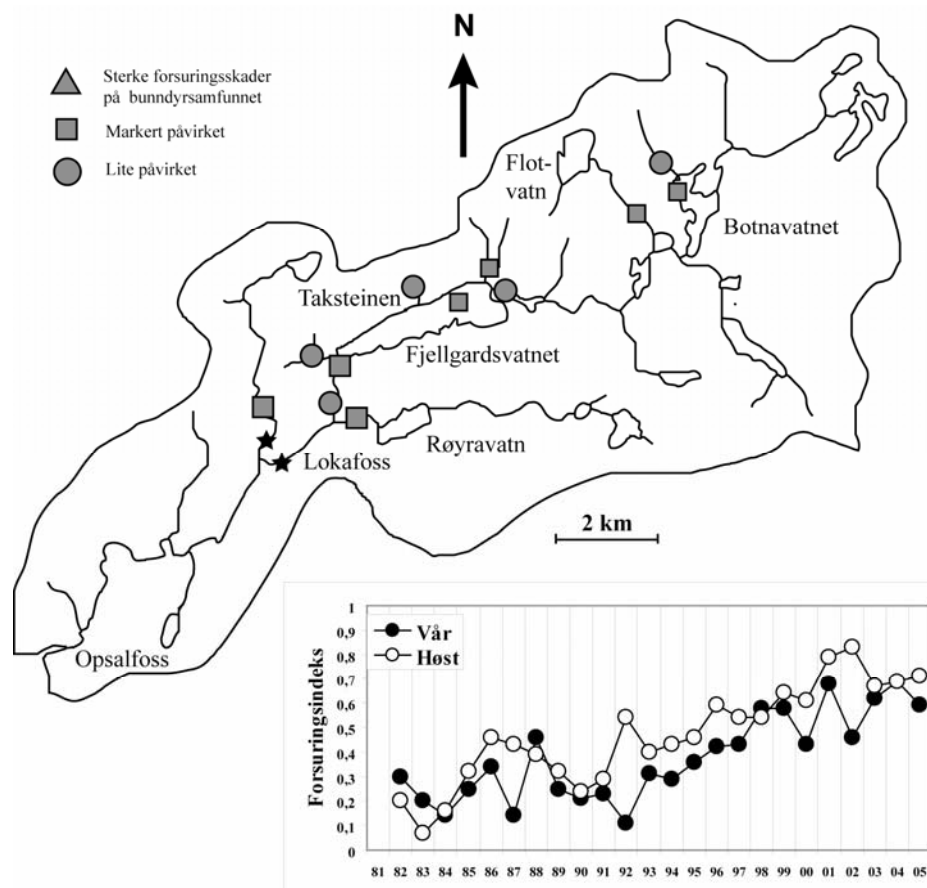 N
Sterke forsuringsskader
på bunndyrsamfunnet
Markert påvirket
Lite påvirket
Flot-
vatn
Botnavatnet
Taksteinen
Fjellgardsvatnet
Røyravatn
Lokafoss
2 km
Opsalfoss
Forsuringsindeks
1
0,9
0,8
0,7
0,6
0,5
0,4
0,3
0,2
0,1
0
Vår
Høst
81 82 83 84 85 86 87 88 89 90 91 92 93 94 95 96 97 98 99 00 01 02 03 04 05